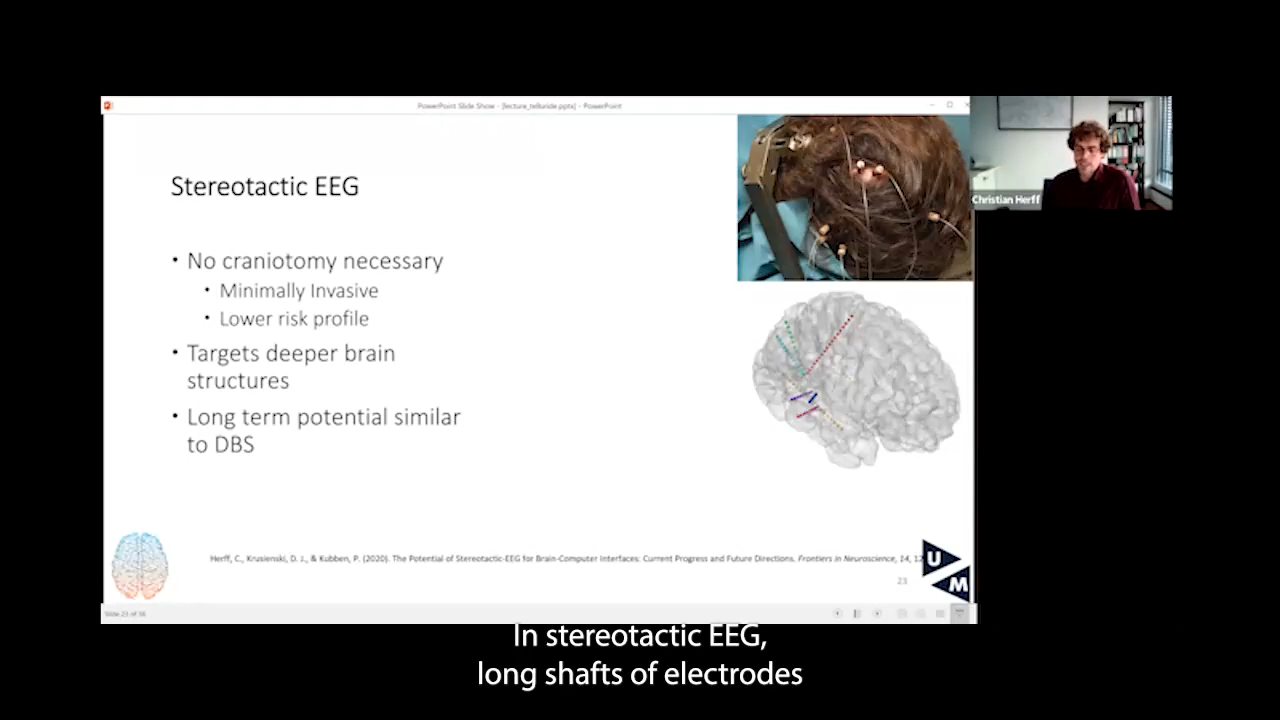 PowerPoint Slide Show - [lecture_telluride.pptx] - PowerPoint
Stereotactic EEG
Christian Herff
• No craniotomy necessary
• Minimally Invasive
• Lower risk profile
• Targets deeper brain
structures
• Long term potential similar
to DBS
Herff, C., Krusienski, D. J., & Kubben, P. (2020). The Potential of Stereotactic-EEG for Brain-Computer Interfaces: Current Progress and Future Directions. Frontiers in Neuroscience, 14,
U
M
23
In stereotactic EEG,
long shafts of electrodes